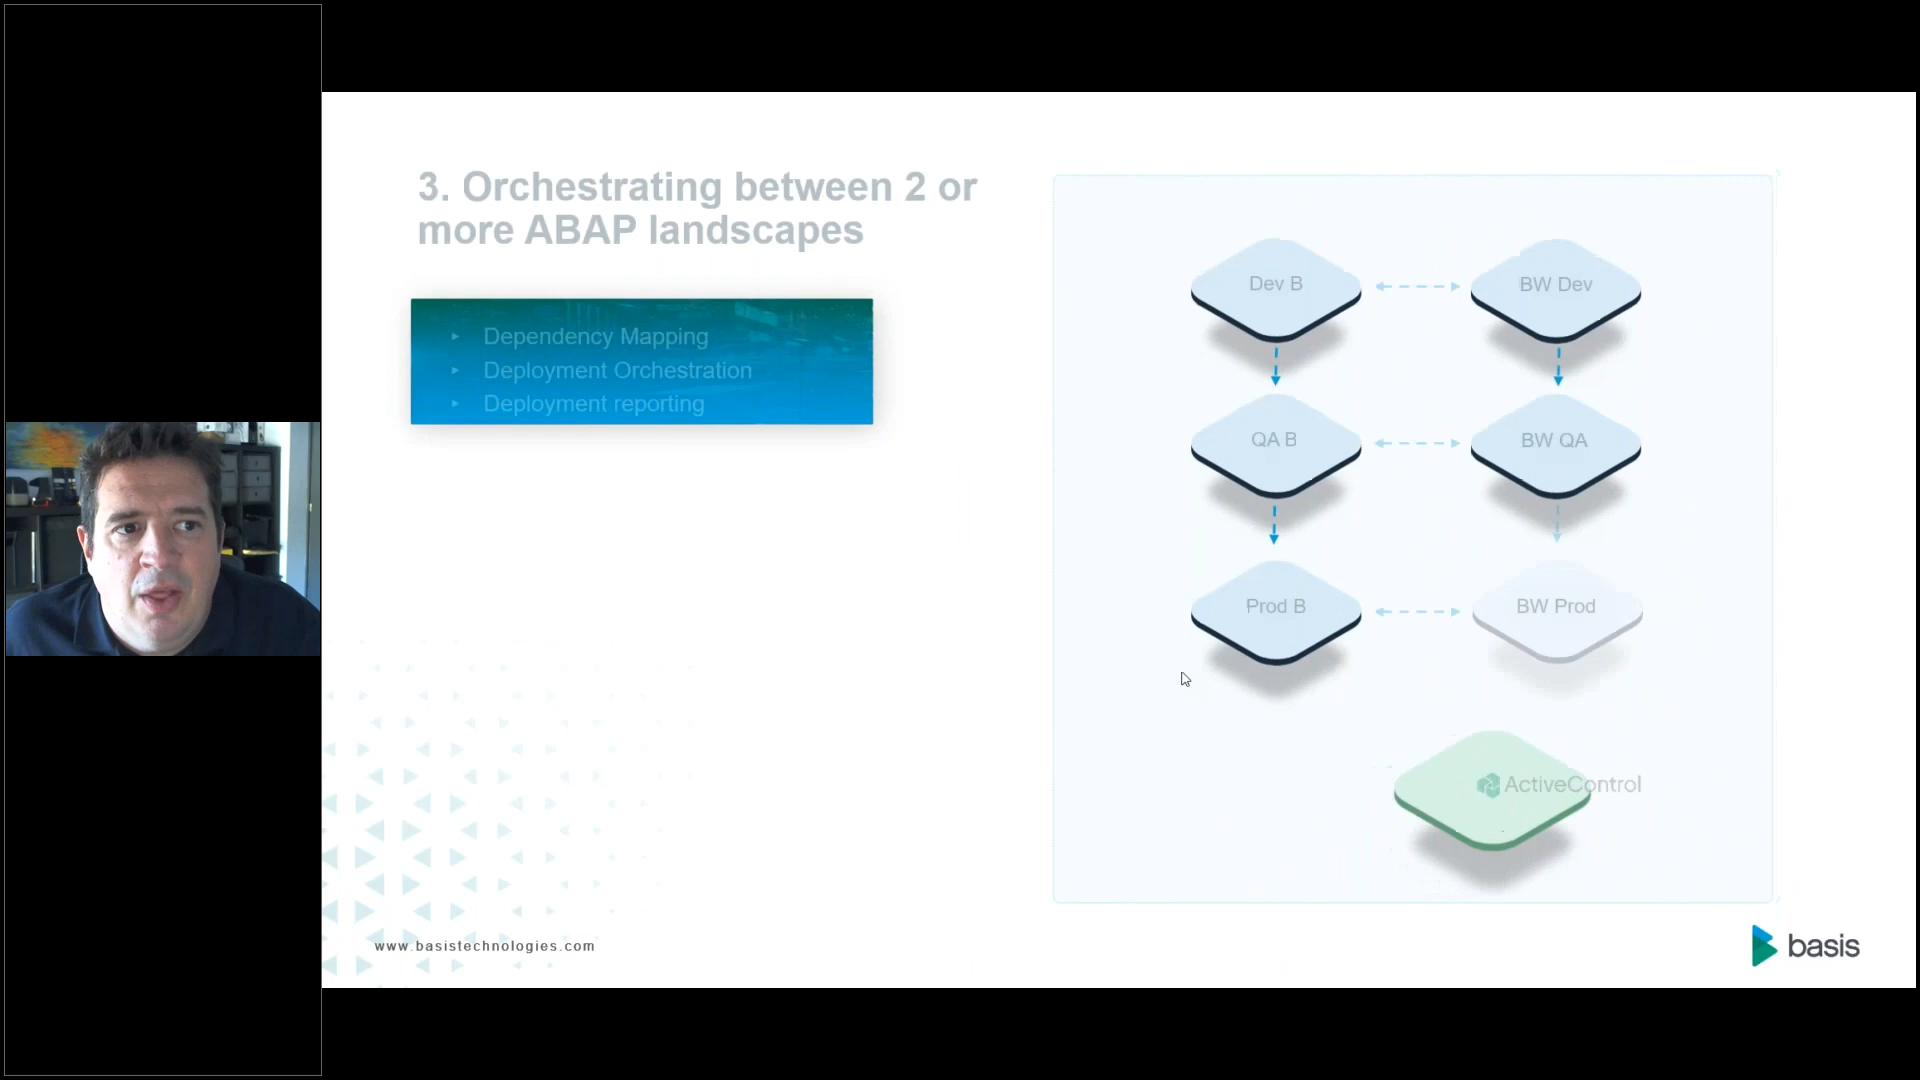 3. Orchestrating between 2 or
more ABAP landscapes
Dependency Mapping
Deployment Orchestration
Deployment reporting
Dev B
BW Dev
QA B
BW QA
Prod B
BW Prod
ActiveControl
www.basistechnologies.com
basis